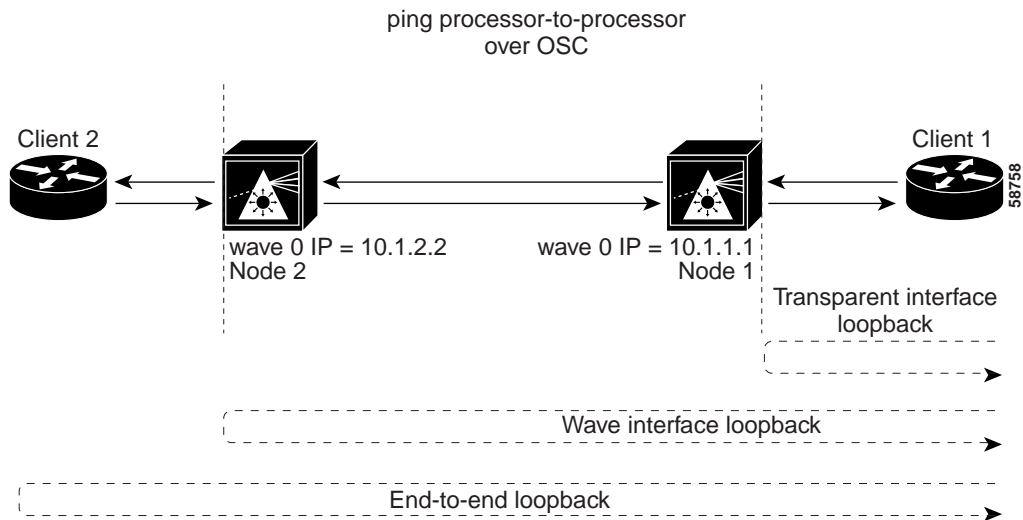 ping processor-to-processor
over OSC
Client 2
Client 1
58758
wave 0 IP = 10.1.2.2
Node 2
wave 0 IP = 10.1.1.1
Node 1
Transparent interface
loopback
Wave interface loopback
End-to-end loopback